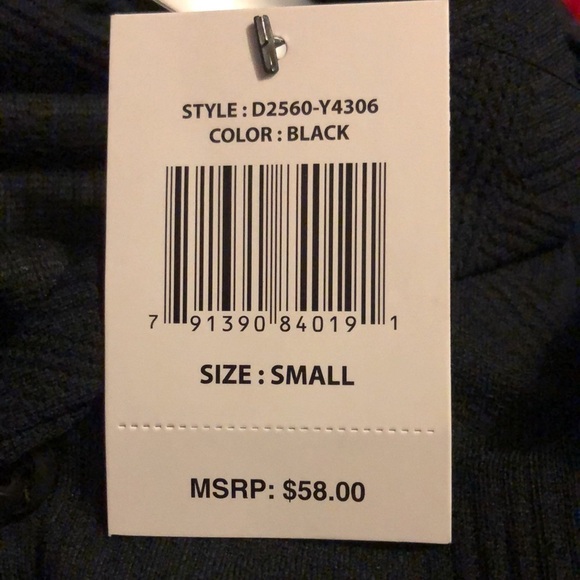 STYLE : D2560-Y4306
COLOR : BLACK
7 91390 84019 1
SIZE : SMALL
MSRP: $58.00